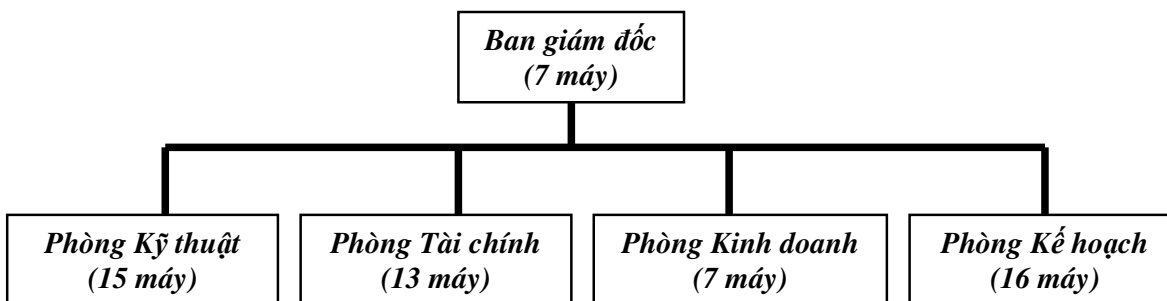 Ban giám đốc
(7 máy)
Phòng Kỹ thuật
(15 máy)
Phòng Tài chính
(13 máy)
Phòng Kinh doanh
(7 máy)
Phòng Kế hoạch
(16 máy)